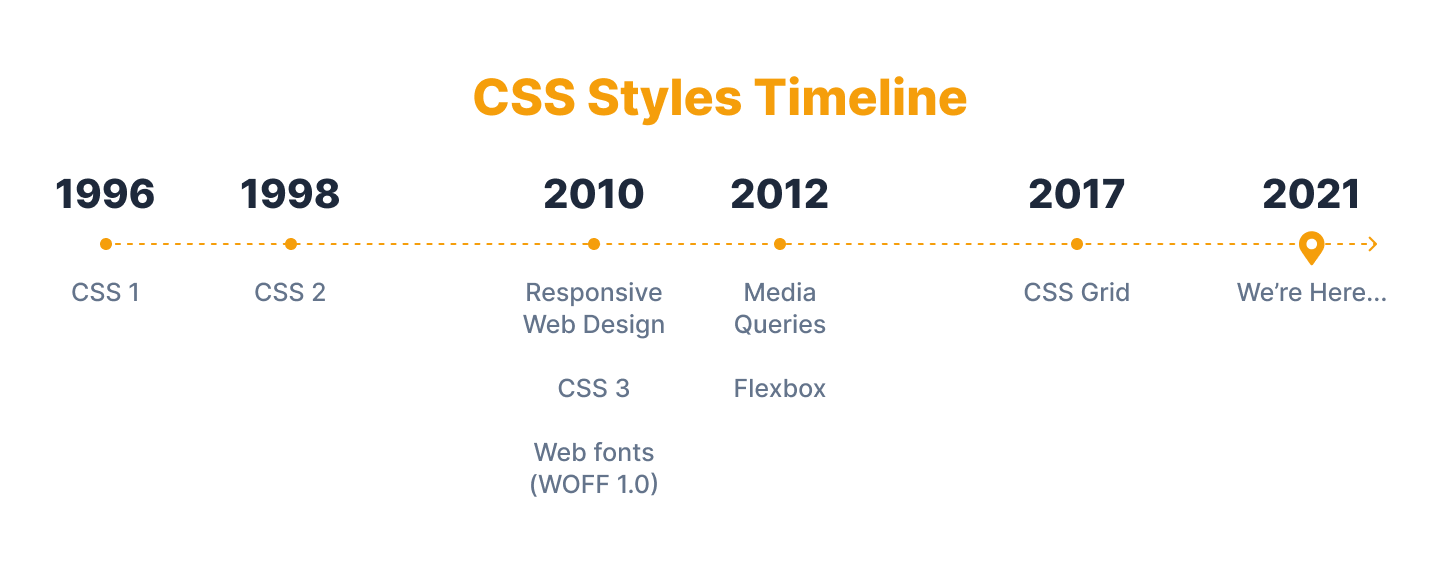 CSS Styles Timeline
1996
1998
2010
2012
2017
2021
CSS 1
CSS 2
Responsive
Web Design
CSS 3
Web fonts
(WOFF 1.0)
Media
Queries
Flexbox
CSS Grid
We’re Here...